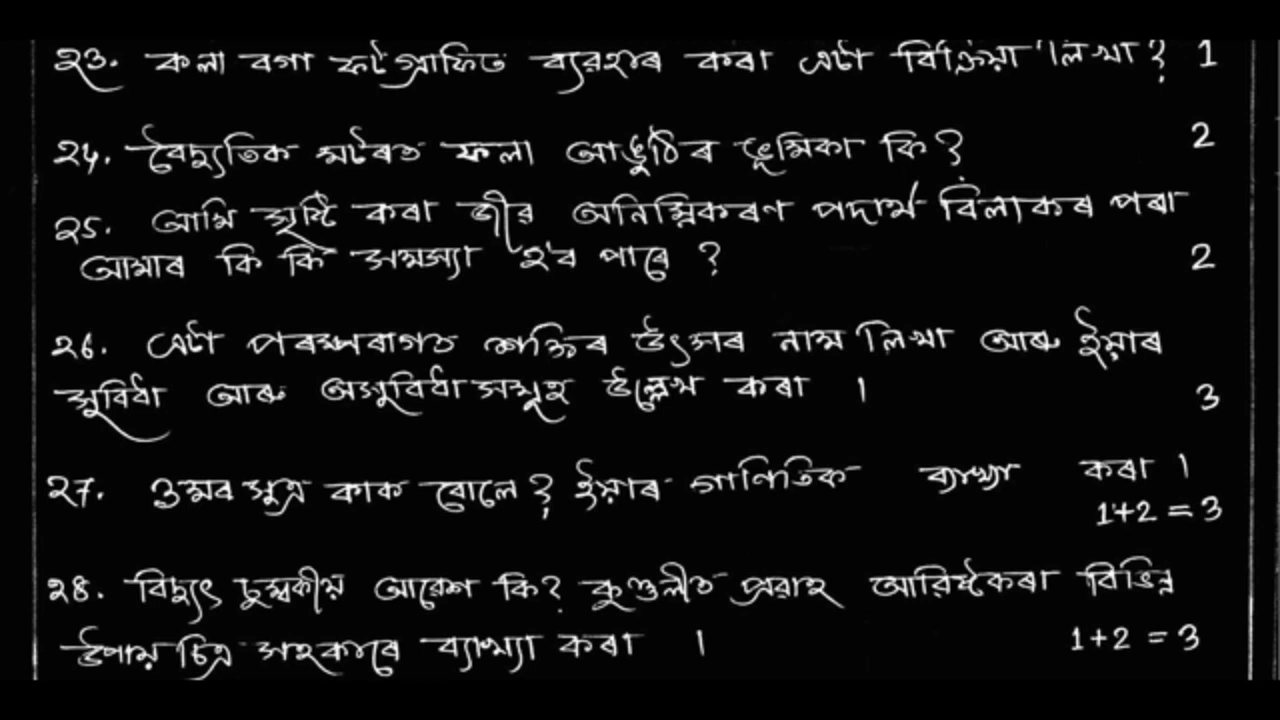 ২৩. কলা বগা ফটগ্ৰাফিত ব্যৱহাৰ কৰা এটা বিক্ৰিয়া লিখা? 1
২৪. বৈদ্যুতিক মটৰত ফলা আঙুঠিৰ ভূমিকা কি? 2
২৫. আমি সৃষ্টি কৰা জীৱ অনিম্নিকৰণ পদাৰ্থ বিলাকৰ পৰা
আমাৰ কি কি সমস্যা হ'ব পাৰে ? 2
২৬. এটা পৰম্পৰাগত শক্তিৰ উৎসৰ নাম লিখা আৰু ইয়াৰ
সুবিধা আৰু অসুবিধা সমূহ উল্লেখ কৰা । 3
২৭. ওমৰ সূত্ৰ কাক বোলে? ইয়াৰ গাণিতিক ব্যাখ্যা কৰা ।
1+2 = 3
২৮. বিদ্যুৎ চুম্বকীয় আৱেশ কি? কুণ্ডলীত প্ৰৱাহ আৱিষ্টকৰা বিভিন্ন
উপায় চিত্ৰ সহকাৰে ব্যাখ্যা কৰা । 1+2 = 3